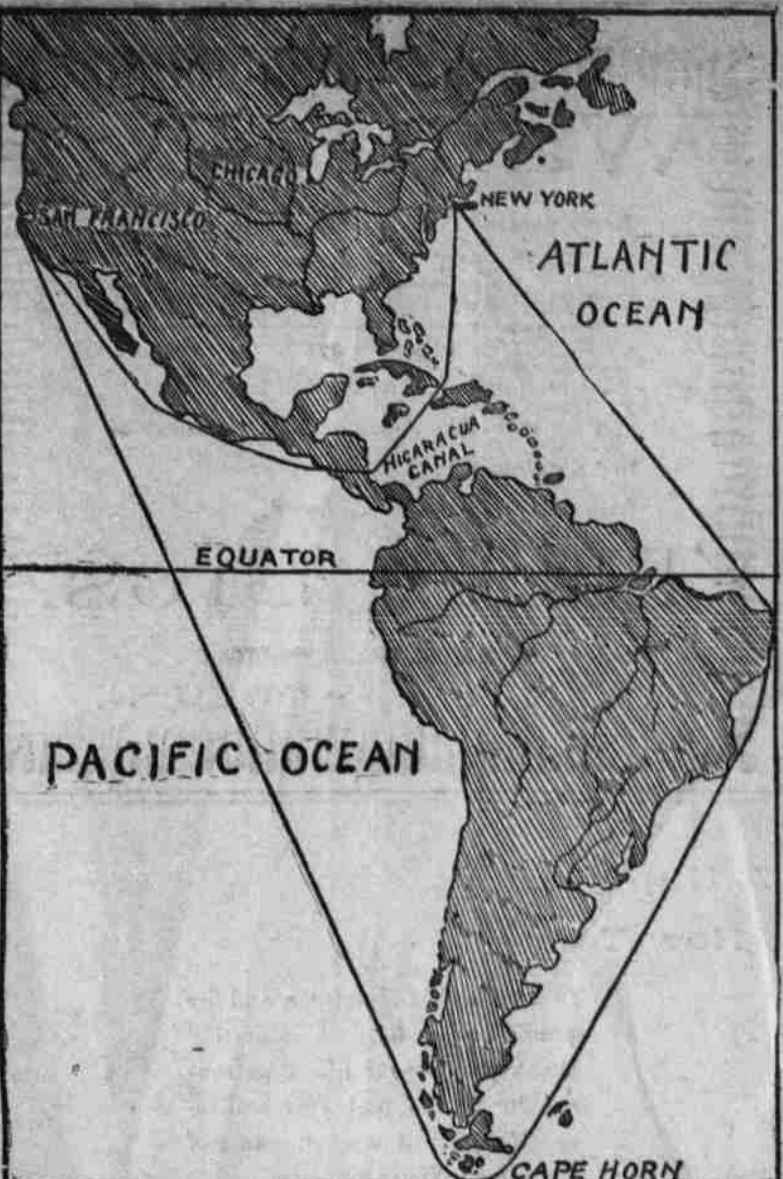 CHICAGO
NEW YORK
SAN FRANCISCO
ATLANTIC
OCEAN
NICARAGUA
CANAL
EQUATOR
PACIFIC OCEAN
CAPE HORN